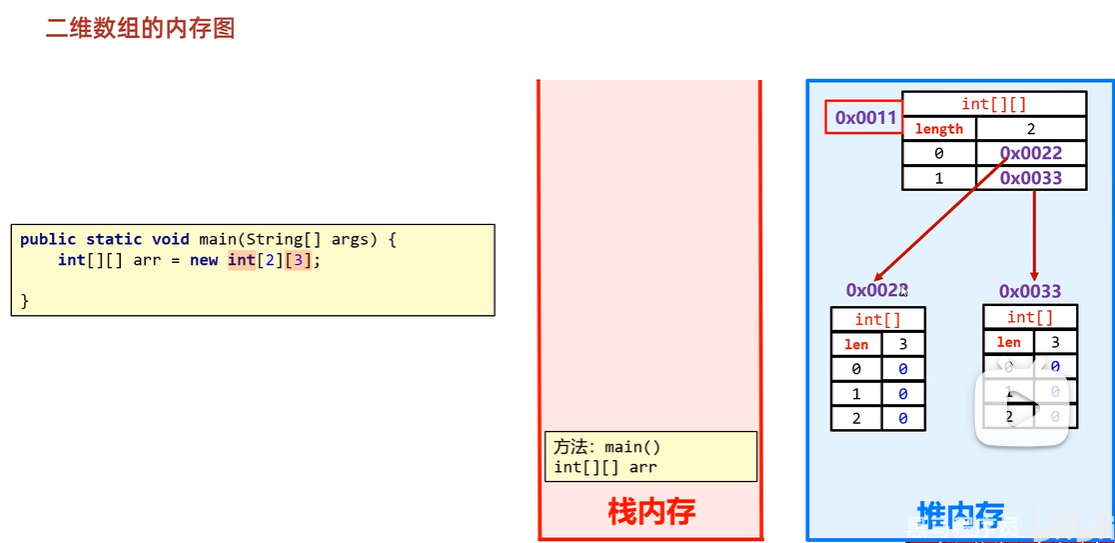 二维数组的内存图
public static void main(String[] args) {
int[][] arr = new int[2][3];
}
方法：main()
int[][] arr
栈内存
0x0011
int[][]
length 2
0 0x0022
1 0x0033
0x0022
int[]
len 3
0 0
1 0
2 0
0x0033
int[]
len 3
0 0
1 0
2 0
堆内存